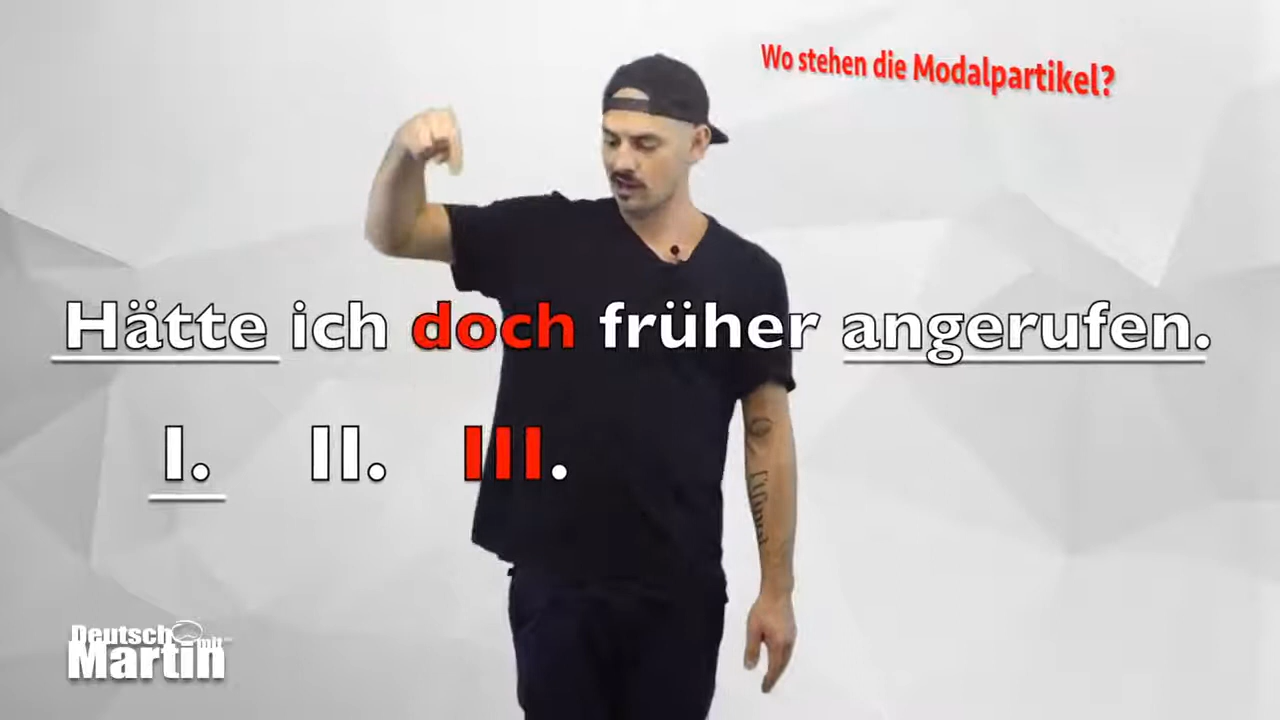 Wo stehen die Modalpartikel?
Hätte ich doch früher angerufen.
I. II. III.
Deutsch mit
Martin